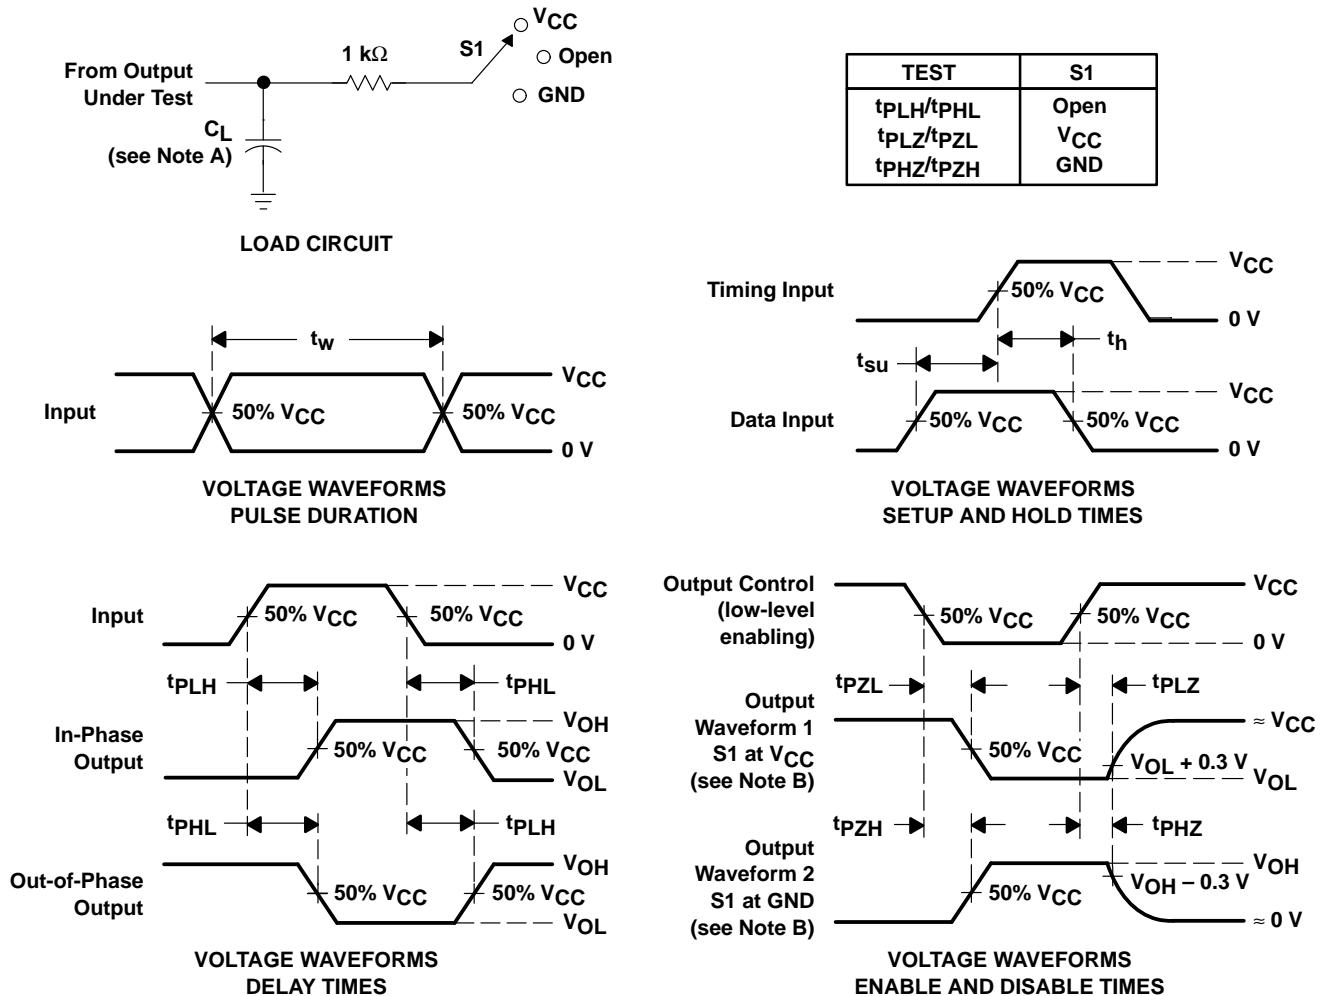 From Output
Under Test
CL
(see Note A)
1 kΩ
S1
VCC
Open
GND
LOAD CIRCUIT
TEST S1
tPLH/tPHL Open
tPLZ/tPZL VCC
tPHZ/tPZH GND
tw
Input
50% VCC 50% VCC
VCC
0 V
VOLTAGE WAVEFORMS
PULSE DURATION
Timing Input
50% VCC
VCC
0 V
tsu
th
Data Input
50% VCC 50% VCC
VCC
0 V
VOLTAGE WAVEFORMS
SETUP AND HOLD TIMES
Input
50% VCC 50% VCC
VCC
0 V
tPLH tPHL
In-Phase
Output
50% VCC 50% VCC
VOH
VOL
tPHL tPLH
Out-of-Phase
Output
50% VCC 50% VCC
VOH
VOL
VOLTAGE WAVEFORMS
DELAY TIMES
Output Control
(low-level
enabling)
50% VCC 50% VCC
VCC
0 V
tPZL tPLZ
Output
Waveform 1
S1 at VCC
(see Note B)
50% VCC
VOL + 0.3 V
≈ VCC
VOL
tPZH tPHZ
Output
Waveform 2
S1 at GND
(see Note B)
50% VCC
VOH – 0.3 V
VOH
≈ 0 V
VOLTAGE WAVEFORMS
ENABLE AND DISABLE TIMES